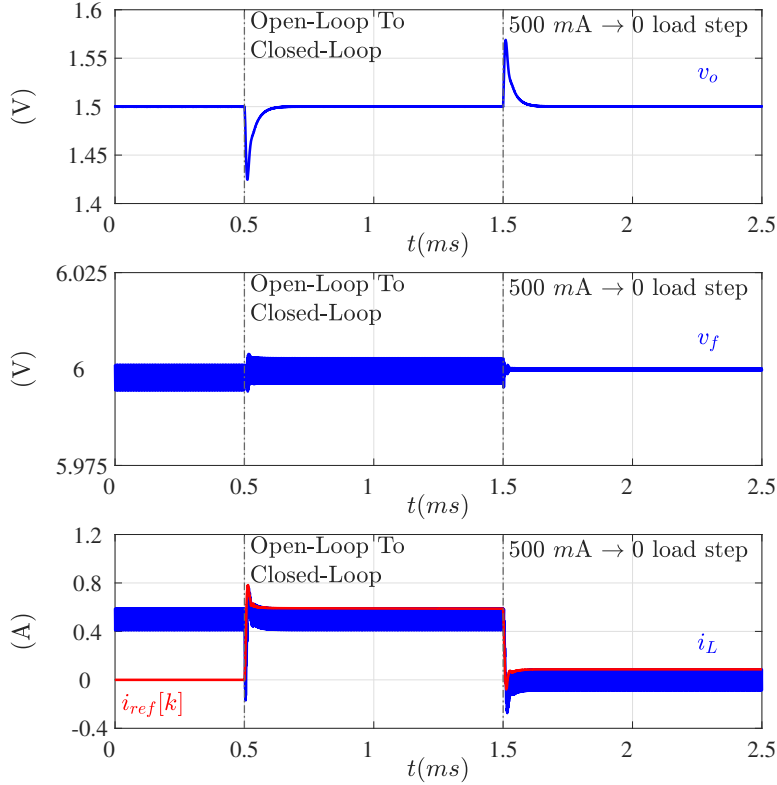 1.6
Open-Loop To
Closed-Loop
500 mA → 0 load step
1.55
v_o
(V)
1.5
1.45
1.4
0
0.5
1
1.5
2
2.5
t(ms)
6.025
Open-Loop To
Closed-Loop
500 mA → 0 load step
v_f
(V)
6
5.975
0
0.5
1
1.5
2
2.5
t(ms)
1.2
Open-Loop To
Closed-Loop
500 mA → 0 load step
0.8
(A)
0.4
i_L
0
i_{ref}[k]
-0.4
0
0.5
1
1.5
2
2.5
t(ms)